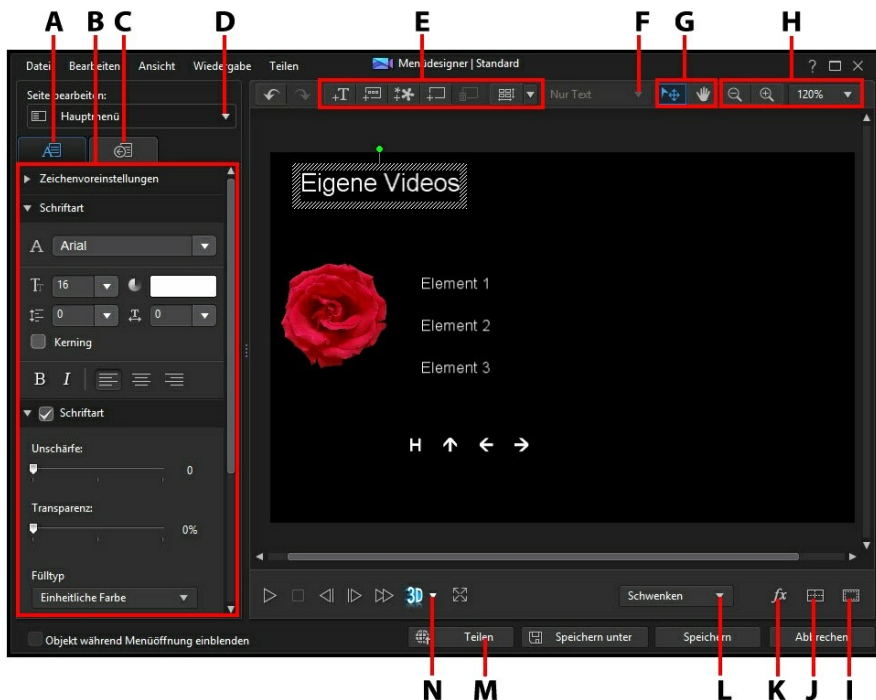 A B C D E F G H
Datei Bearbeiten Ansicht Wiedergabe Teilen Menüdesigner | Standard ?
Seite bearbeiten:
Hauptmenü
T Nur Text 120%
Zeichenvoreinstellungen
Schriftart
A Arial
16
0 0
Kerning
B I
Schriftart
Unschärfe:
0
Transparenz:
0%
Fülltyp
Einheitliche Farbe
Eigene Videos
Element 1
Element 2
Element 3
H
3D Schwenken fx
Objekt während Menüöffnung einblenden Teilen Speichern unter Speichern Abbrechen
N M L K J I